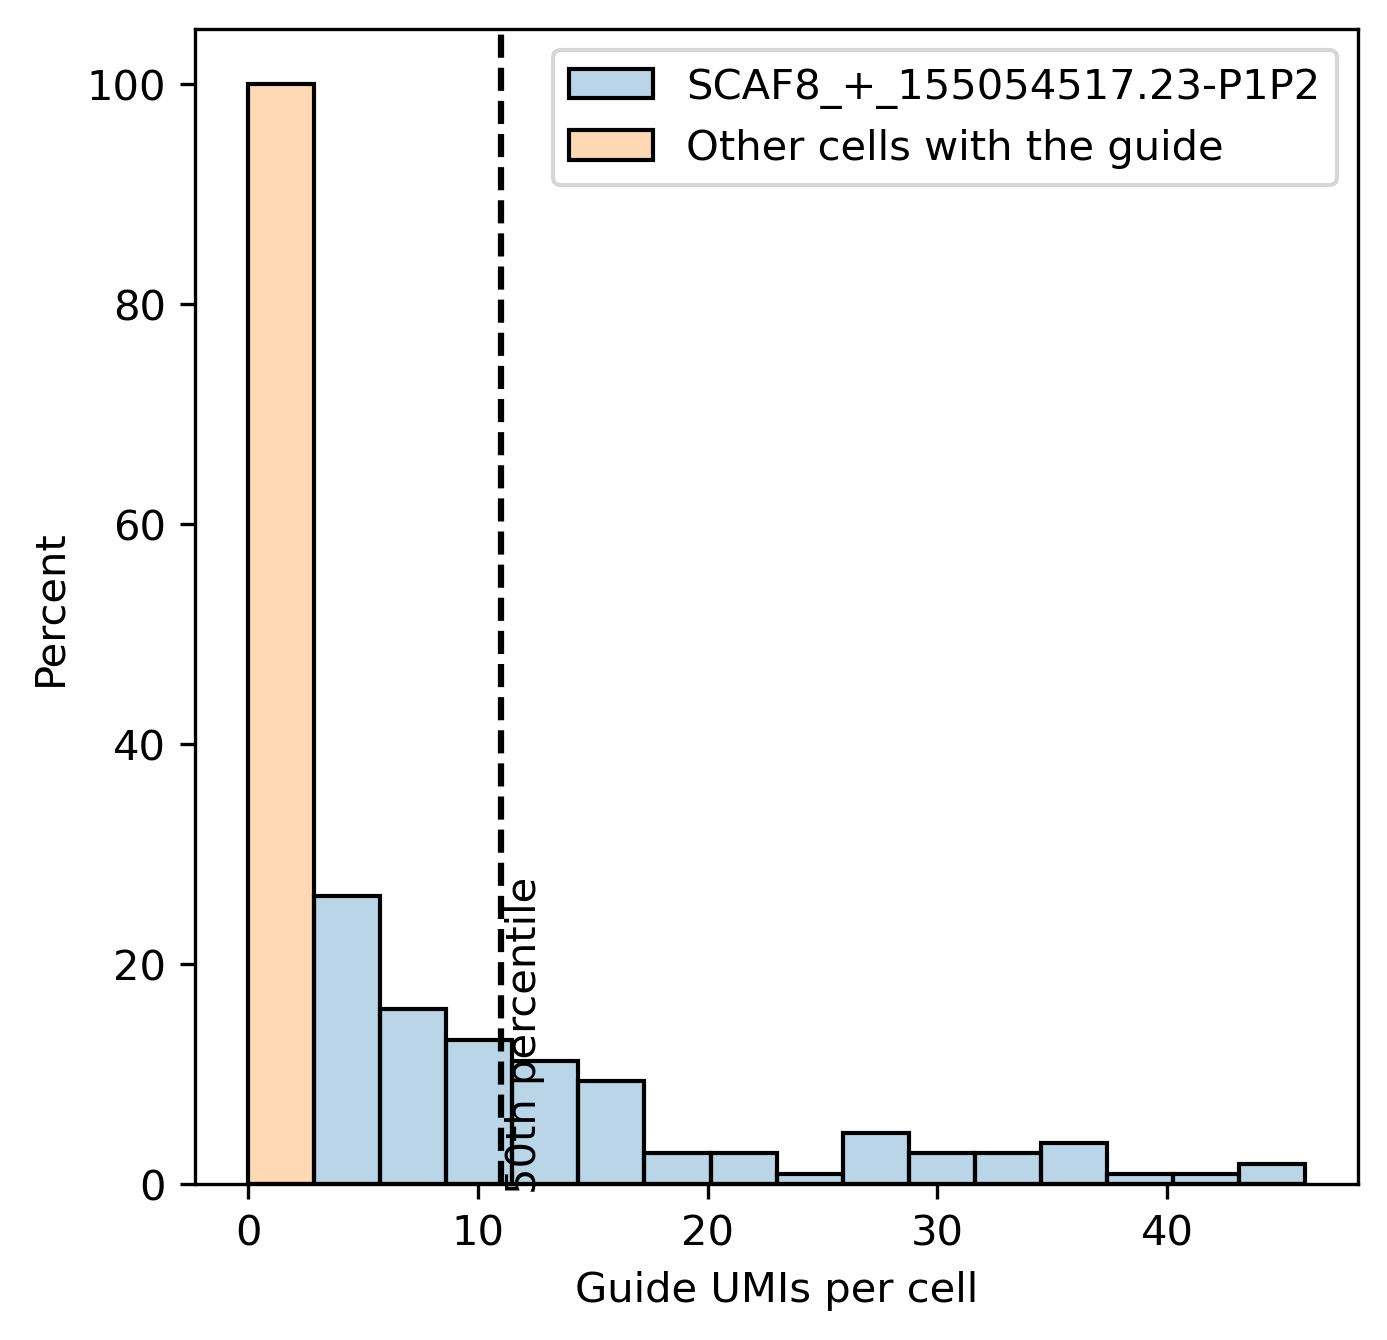 SCAF8_+_155054517.23-P1P2
Other cells with the guide
100
80
60
40
20
0
Percent
50th percentile
0 10 20 30 40
Guide UMIs per cell